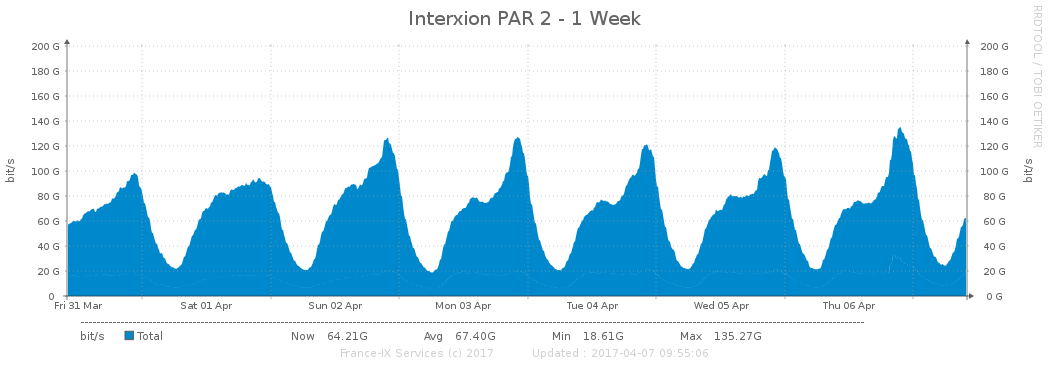 Interxion PAR 2 - 1 Week
RRDTOOL / TOBI OETIKER
bit/s
200 G 200 G
180 G 180 G
160 G 160 G
140 G 140 G
120 G 120 G
100 G 100 G
80 G 80 G
60 G 60 G
40 G 40 G
20 G 20 G
0 0 G
bit/s
Fri 31 Mar Sat 01 Apr Sun 02 Apr Mon 03 Apr Tue 04 Apr Wed 05 Apr Thu 06 Apr
bit/s Total Now 64.21G Avg 67.40G Min 18.61G Max 135.27G
France-IX Services (c) 2017 Updated : 2017-04-07 09:55:06